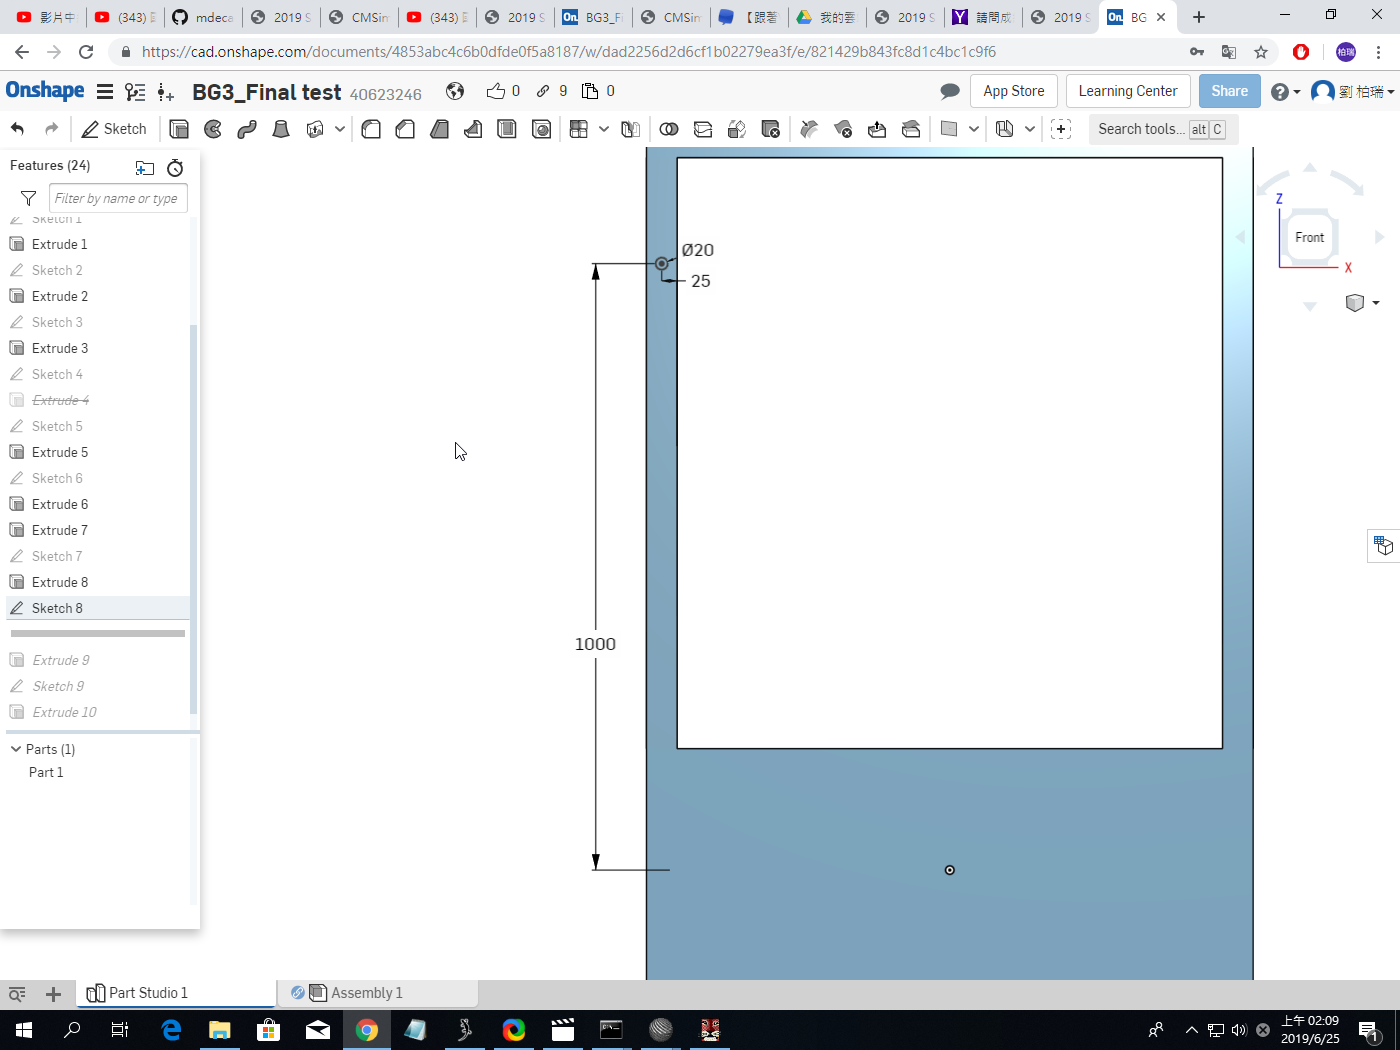 影片中
(343) 
mdeca
2019 S
CMSin
(343) 
2019 S
BG3_Fi
CMSin
【跟著
我的雲
2019 S
請問成
2019 S
BG
https://cad.onshape.com/documents/4853abc4c6b0dfde0f5a8187/w/dad2256d2d6cf1b02279ea3f/e/821429b843fc8d1c4bc1c9f6
柏瑞
Onshape
BG3_Final test 40623246
0
9
0
App Store
Learning Center
Share
劉 柏瑞
Sketch
Search tools... alt C
Features (24)
Filter by name or type
Sketch 1
Extrude 1
Sketch 2
Extrude 2
Sketch 3
Extrude 3
Sketch 4
Extrude 4
Sketch 5
Extrude 5
Sketch 6
Extrude 6
Extrude 7
Sketch 7
Extrude 8
Sketch 8
Extrude 9
Sketch 9
Extrude 10
Parts (1)
Part 1
Ø20
25
1000
Z
Front
X
Part Studio 1
Assembly 1
上午 02:09
2019/6/25
1